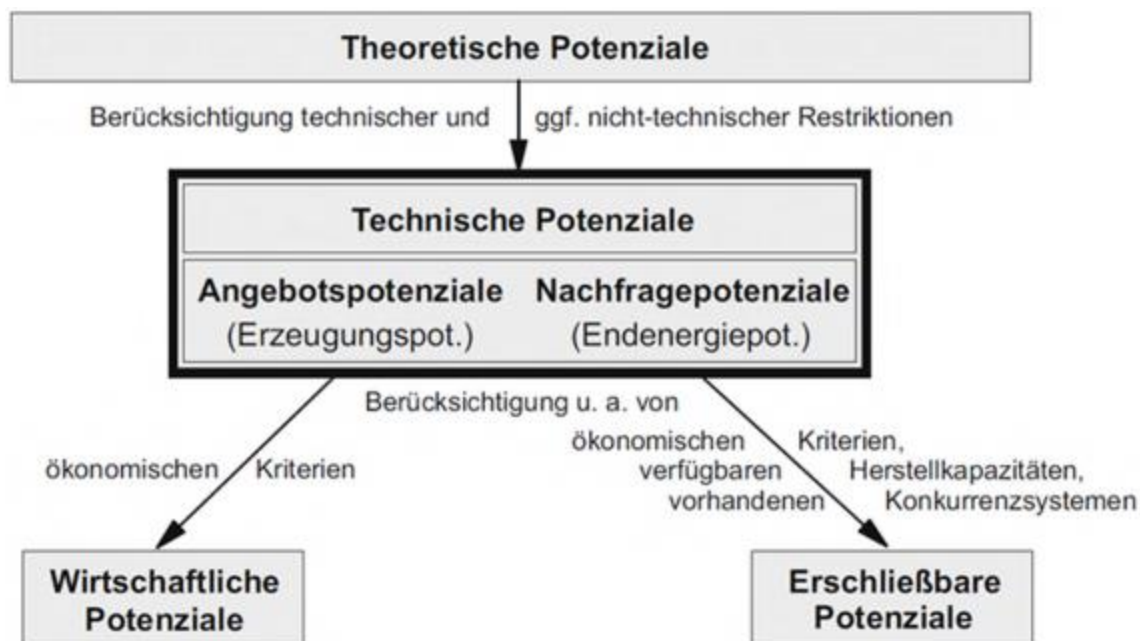 Theoretische Potenziale
Berücksichtigung technischer und ggf. nicht-technischer Restriktionen
Technische Potenziale
Angebotspotenziale Nachfragepotenziale
(Erzeugungspot.) (Endenergiepot.)
Berücksichtigung u. a. von
ökonomischen Kriterien
ökonomischen Kriterien,
verfügbaren Herstellkapazitäten,
vorhandenen Konkurrenzsystemen
Wirtschaftliche
Potenziale
Erschließbare
Potenziale